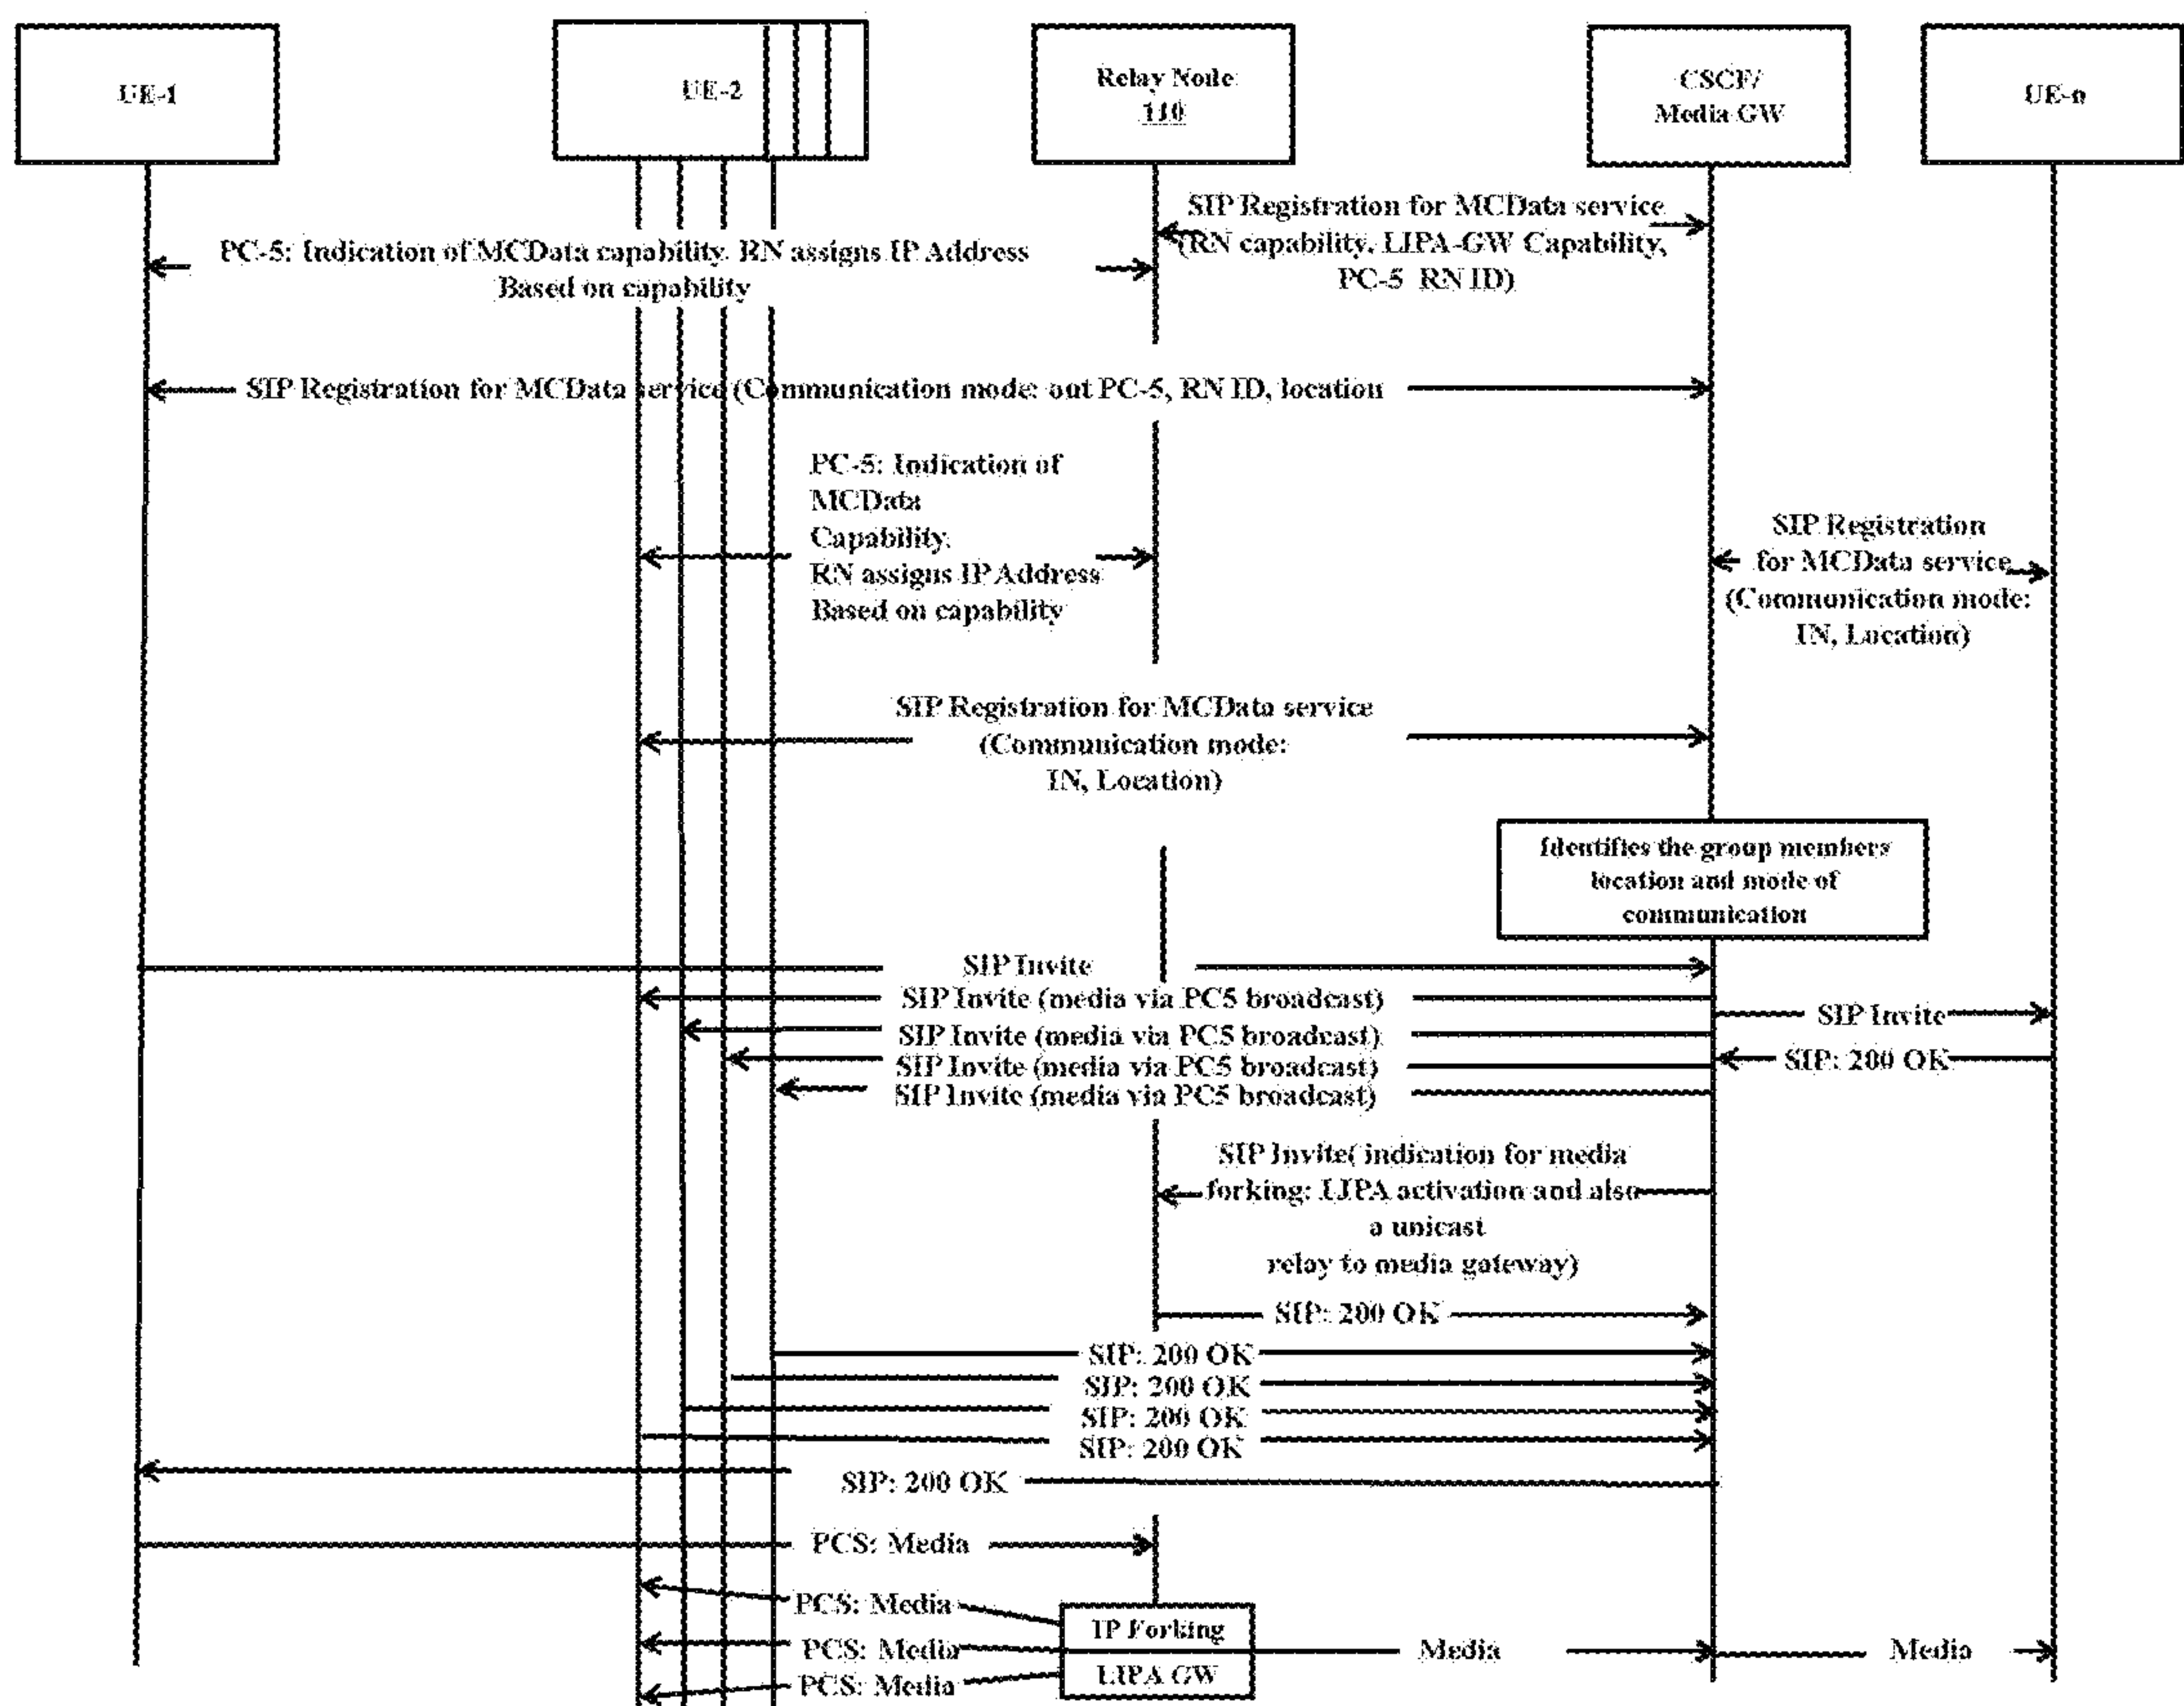 UE-1
UE-2
Relay Node
110
CSCF/
Media GW
UE-n
SIP Registration for MCData service
(RN capability, LIPA-GW Capability,
PC-5 RN ID)
PC-5: Indication of MCData capability. RN assigns IP Address
Based on capability
SIP Registration for MCData service (Communication mode: out PC-5, RN ID, location
PC-5: Indication of
MCData
Capability.
RN assigns IP Address
Based on capability
SIP Registration
for MCData service
(Communication mode:
IN, Location)
SIP Registration for MCData service
(Communication mode:
IN, Location)
Identifies the group members
location and mode of
communication
SIP Invite
SIP Invite (media via PC5 broadcast)
SIP Invite
SIP Invite (media via PC5 broadcast)
SIP Invite (media via PC5 broadcast)
SIP: 200 OK
SIP Invite (media via PC5 broadcast)
SIP Invite( indication for media
forking: LIPA activation and also
a unicast
relay to media gateway)
SIP: 200 OK
SIP: 200 OK
SIP: 200 OK
SIP: 200 OK
SIP: 200 OK
SIP: 200 OK
PCS: Media
PCS: Media
IP Forking
PCS: Media
Media
Media
LIPA GW
PCS: Media